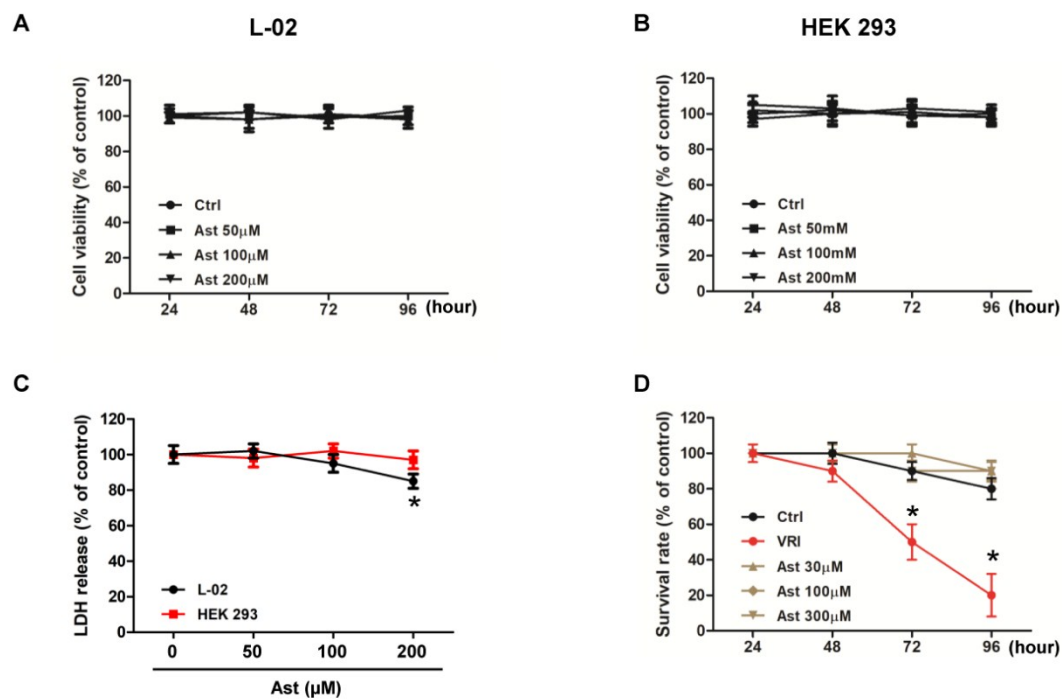 A
L-02
Cell viability (% of control)
120
100
80
60
40
20
0
Ctrl
Ast 50μM
Ast 100μM
Ast 200μM
24 48 72 96 (hour)
B
HEK 293
Cell viability (% of control)
120
100
80
60
40
20
0
Ctrl
Ast 50mM
Ast 100mM
Ast 200mM
24 48 72 96 (hour)
C
LDH release (% of control)
120
100
80
60
40
20
0
*
L-02
HEK 293
0 50 100 200
Ast (μM)
D
Survival rate (% of control)
120
100
80
60
40
20
0
*
*
Ctrl
VRI
Ast 30μM
Ast 100μM
Ast 300μM
24 48 72 96 (hour)